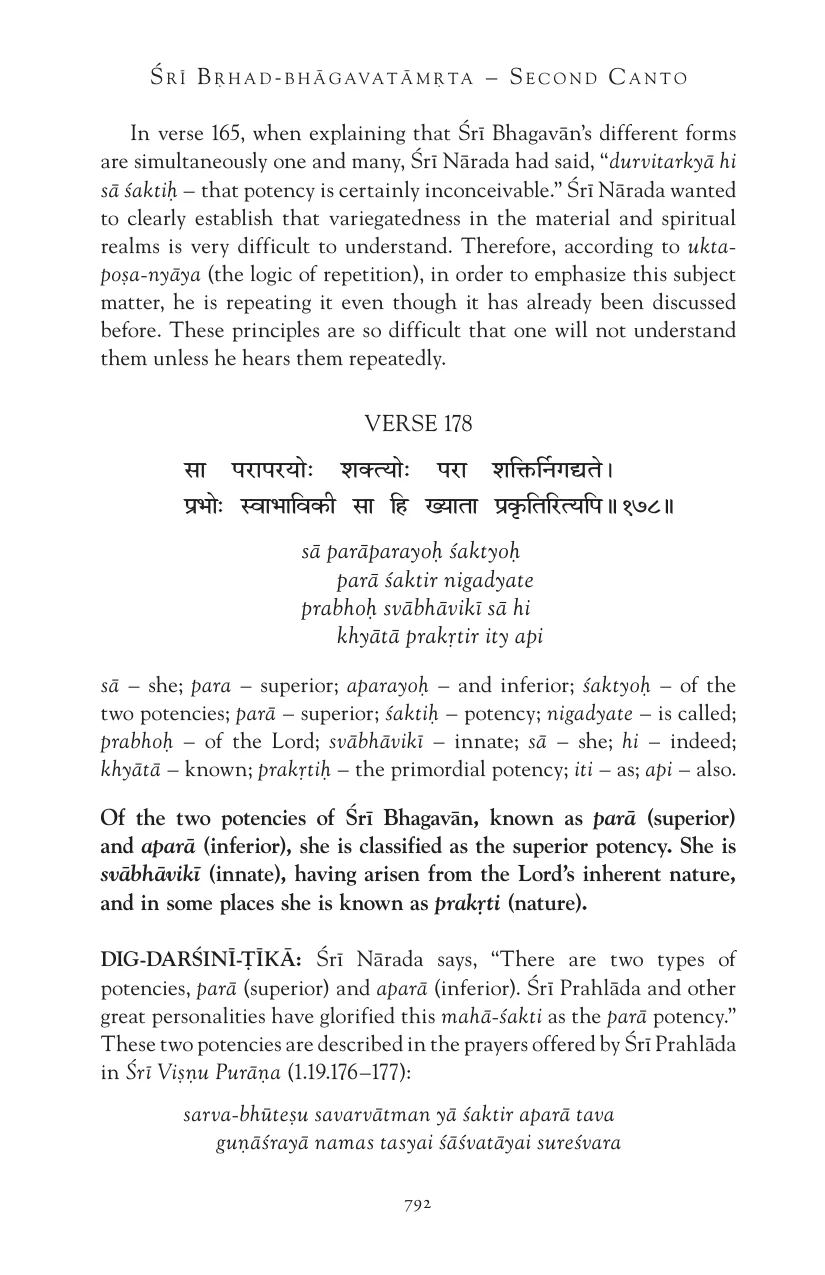 ŚRĪ BṚHAD-BHĀGAVATĀMṚTA – SECOND CANTO
In verse 165, when explaining that Śrī Bhagavān’s different forms
are simultaneously one and many, Śrī Nārada had said, “durvitarkyā hi
sā śaktiḥ – that potency is certainly inconceivable.” Śrī Nārada wanted
to clearly establish that variegatedness in the material and spiritual
realms is very difficult to understand. Therefore, according to ukta-
poṣa-nyāya (the logic of repetition), in order to emphasize this subject
matter, he is repeating it even though it has already been discussed
before. These principles are so difficult that one will not understand
them unless he hears them repeatedly.
VERSE 178
सा परापरयोः शक्त्योः परा शक्तिर्निगद्यते।
प्रभोः स्वाभाविकी सा हि ख्याता प्रकृतिरित्यपि॥१७८॥
sā parāparayoḥ śaktyoḥ
parā śaktir nigadyate
prabhoḥ svābhāvikī sā hi
khyātā prakṛtir ity api
sā – she; para – superior; aparayoḥ – and inferior; śaktyoḥ – of the
two potencies; parā – superior; śaktiḥ – potency; nigadyate – is called;
prabhoḥ – of the Lord; svābhāvikī – innate; sā – she; hi – indeed;
khyātā – known; prakṛtiḥ – the primordial potency; iti – as; api – also.
Of the two potencies of Śrī Bhagavān, known as parā (superior)
and aparā (inferior), she is classified as the superior potency. She is
svābhāvikī (innate), having arisen from the Lord’s inherent nature,
and in some places she is known as prakṛti (nature).
DIG-DARŚINĪ-ṬĪKĀ: Śrī Nārada says, “There are two types of
potencies, parā (superior) and aparā (inferior). Śrī Prahlāda and other
great personalities have glorified this mahā-śakti as the parā potency.”
These two potencies are described in the prayers offered by Śrī Prahlāda
in Śrī Viṣṇu Purāṇa (1.19.176–177):
sarva-bhūteṣu savarvātman yā śaktir aparā tava
guṇāśrayā namas tasyai śāśvatāyai sureśvara
792